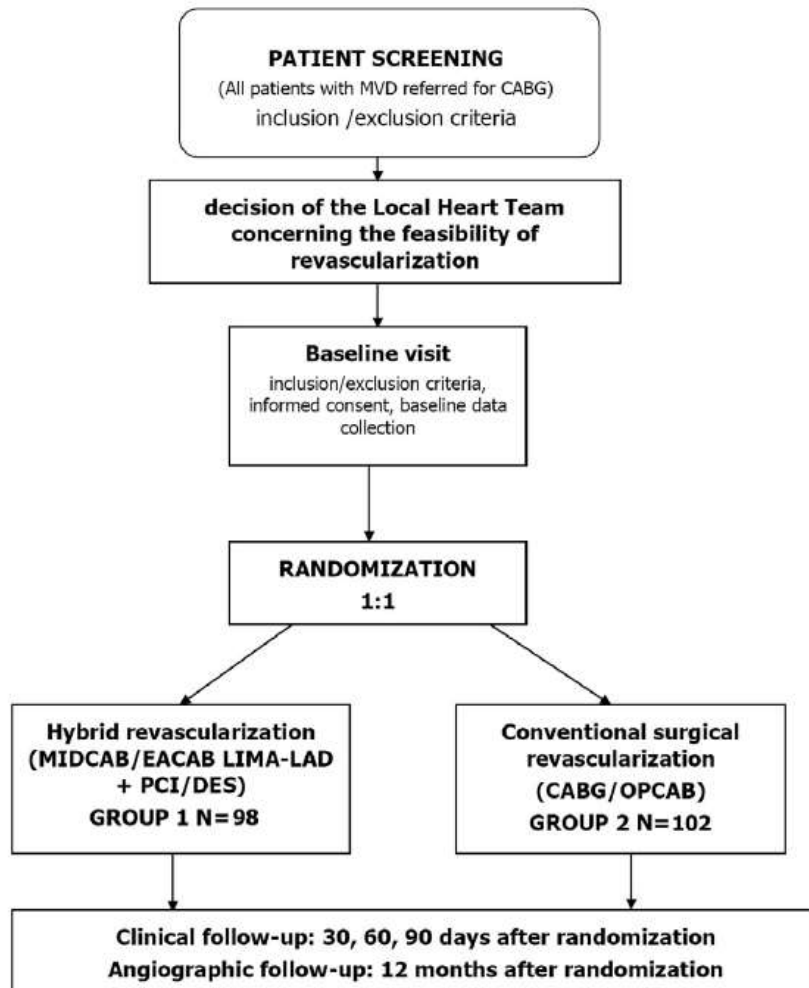 PATIENT SCREENING
(All patients with MVD referred for CABG)
inclusion /exclusion criteria
decision of the Local Heart Team
concerning the feasibility of
revascularization
Baseline visit
inclusion/exclusion criteria,
informed consent, baseline data
collection
RANDOMIZATION
1:1
Hybrid revascularization
(MIDCAB/EACAB LIMA-LAD
+ PCI/DES)
GROUP 1 N=98
Conventional surgical
revascularization
(CABG/OPCAB)
GROUP 2 N=102
Clinical follow-up: 30, 60, 90 days after randomization
Angiographic follow-up: 12 months after randomization